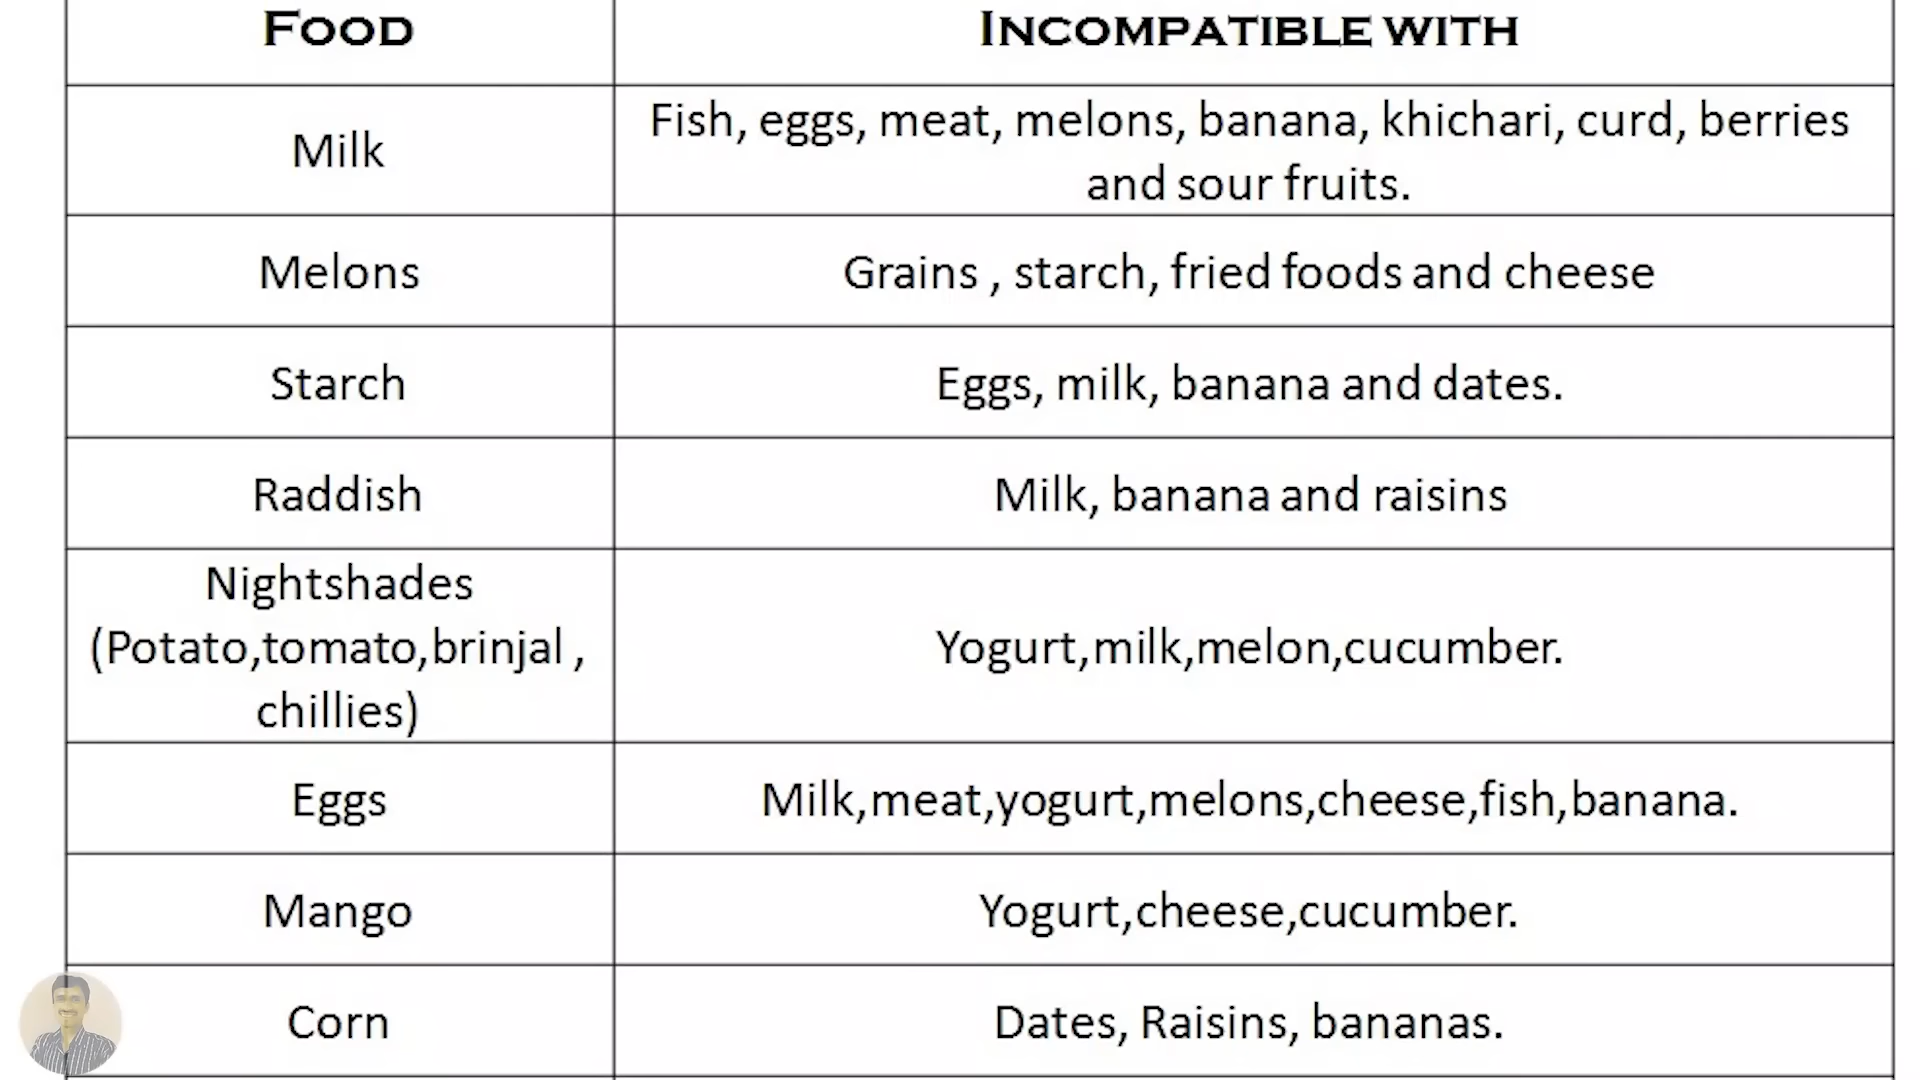 FOOD
INCOMPATIBLE WITH
Milk
Fish, eggs, meat, melons, banana, khichari, curd, berries
and sour fruits.
Melons
Grains , starch, fried foods and cheese
Starch
Eggs, milk, banana and dates.
Raddish
Milk, banana and raisins
Nightshades
(Potato,tomato,brinjal ,
chillies)
Yogurt,milk,melon,cucumber.
Eggs
Milk,meat,yogurt,melons,cheese,fish,banana.
Mango
Yogurt,cheese,cucumber.
Corn
Dates, Raisins, bananas.